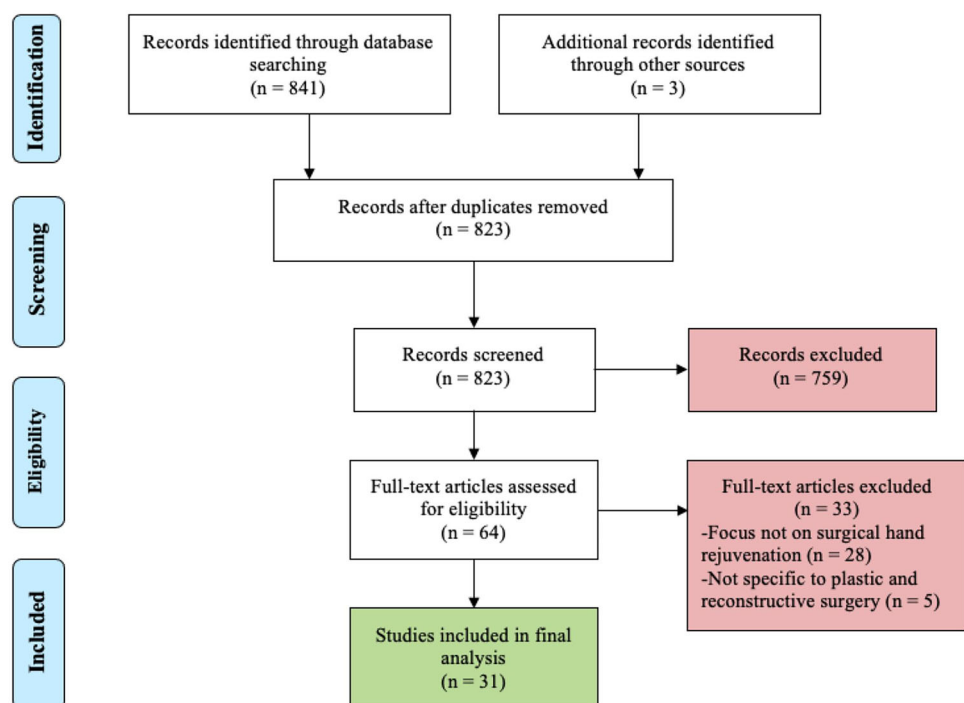 Identification
Records identified through database
searching
(n = 841)
Additional records identified
through other sources
(n = 3)
Screening
Records after duplicates removed
(n = 823)
Records screened
(n = 823)
Records excluded
(n = 759)
Eligibility
Full-text articles assessed
for eligibility
(n = 64)
Full-text articles excluded
(n = 33)
-Focus not on surgical hand
rejuvenation (n = 28)
-Not specific to plastic and
reconstructive surgery (n = 5)
Included
Studies included in final
analysis
(n = 31)